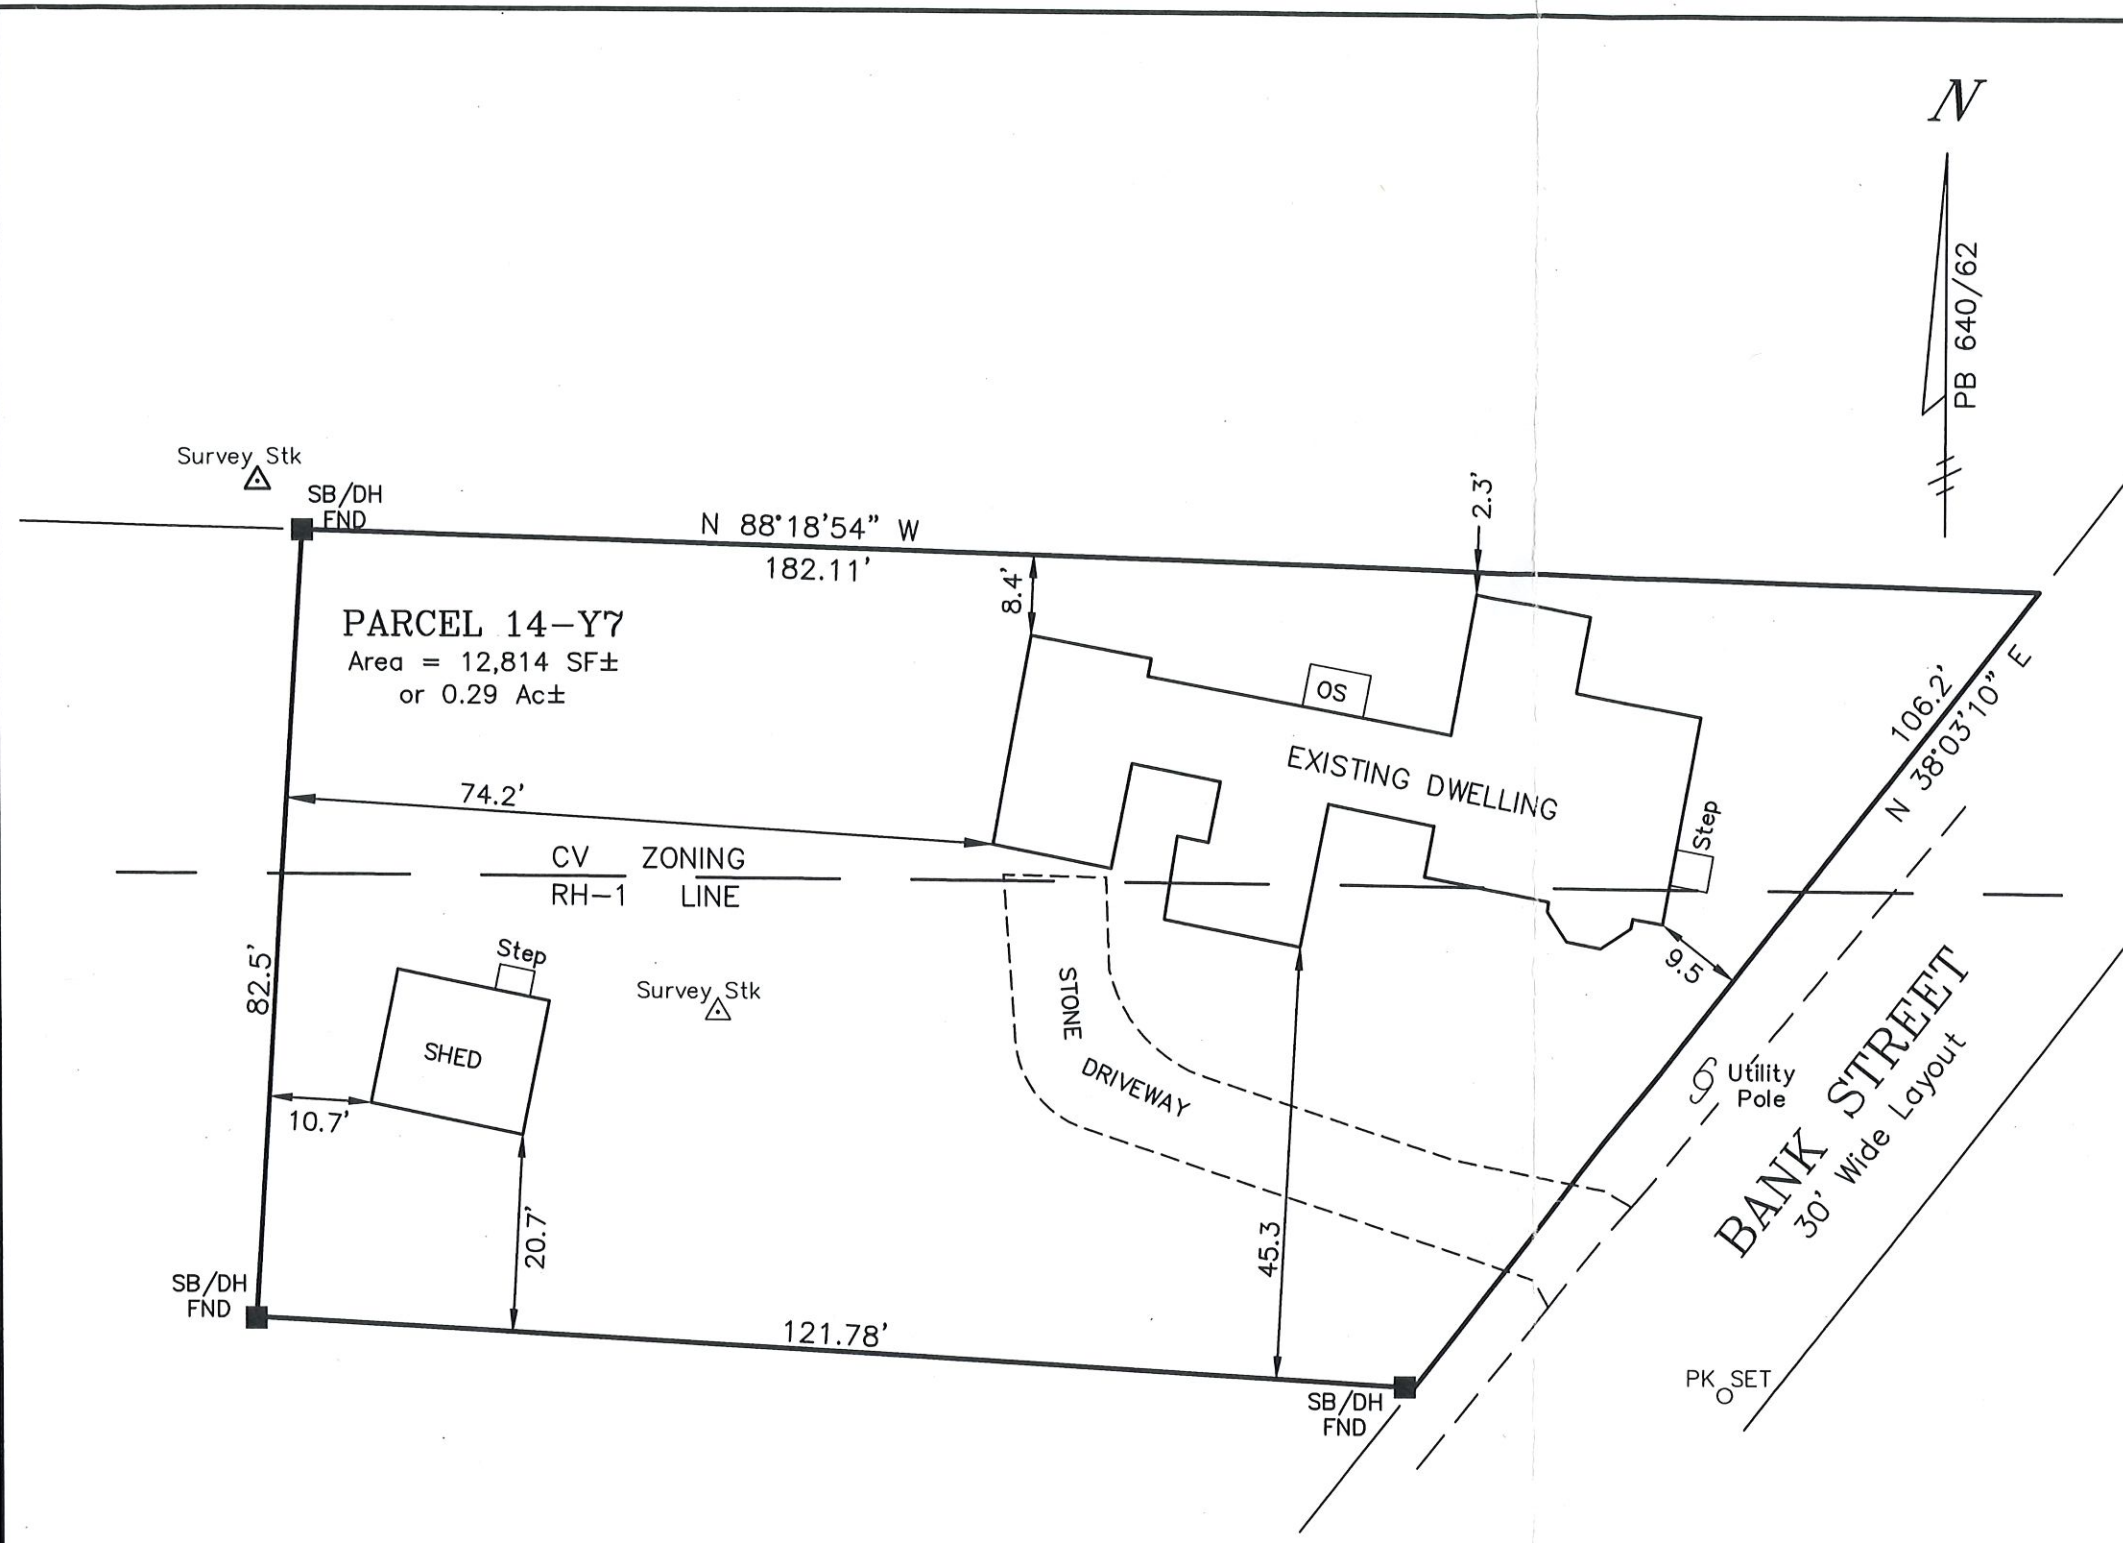 N
PB 640/62
Survey Stk
SB/DH
FND
N 88°18'54" W
182.11'
2.3'
8.4'
PARCEL 14-Y7
Area = 12,814 SF±
or 0.29 Ac±
OS
EXISTING DWELLING
106.2'
N 38°03'10" E
74.2'
Step
CV ZONING
RH-1 LINE
82.5'
Step
SHED
Survey Stk
9.5
STONE
DRIVEWAY
10.7'
20.7'
45.3
Utility
Pole
BANK STREET
30' Wide Layout
SB/DH
FND
121.78'
SB/DH
FND
PK SET